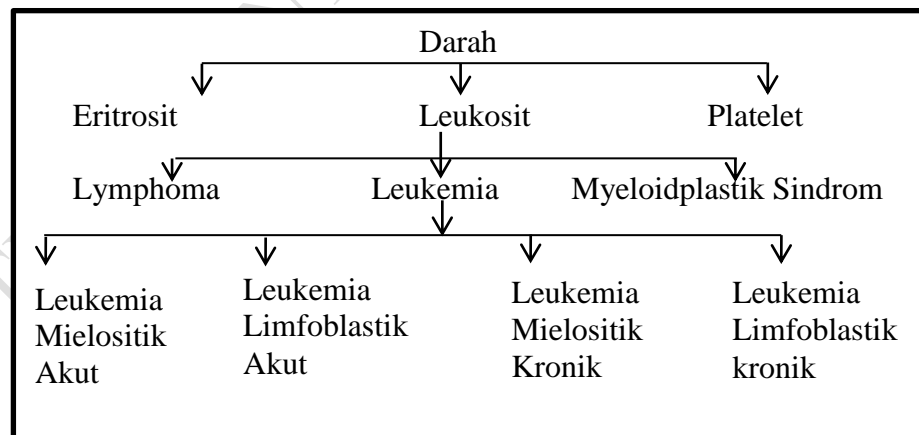 Darah
Eritrosit Leukosit Platelet
Lymphoma Leukemia Myeloidplastik Sindrom
Leukemia
Mielositik
Akut
Leukemia
Limfoblastik
Akut
Leukemia
Mielositik
Kronik
Leukemia
Limfoblastik
kronik